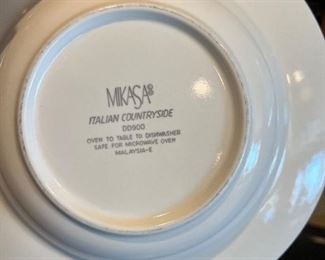 MIKASA
ITALIAN COUNTRYSIDE
DD900
OVEN TO TABLE TO DISHWASHER
SAFE FOR MICROWAVE OVEN
MALAYSIA-E